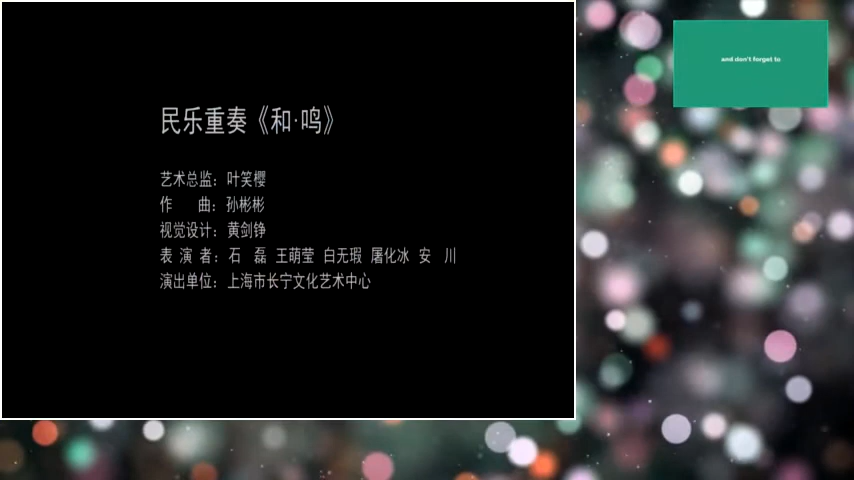 民乐重奏《和·鸣》
艺术总监：叶笑樱
作 曲：孙彬彬
视觉设计：黄剑铮
表 演 者：石 磊 王萌莹 白无瑕 屠化冰 安 川
演出单位：上海市长宁文化艺术中心
and don't forget to